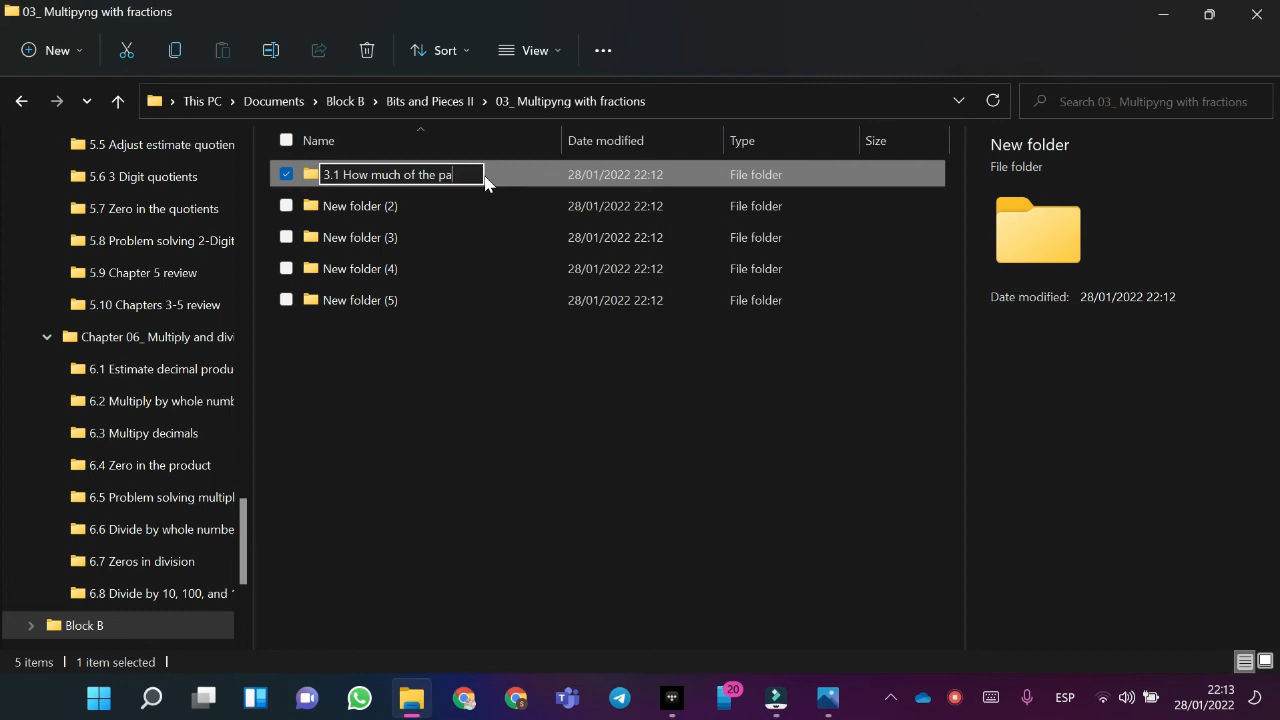 03_ Multipyng with fractions
New
Sort
View
This PC
Documents
Block B
Bits and Pieces II
03_ Multipyng with fractions
Search 03_ Multipyng with fractions
5.5 Adjust estimate quotien
5.6 3 Digit quotients
5.7 Zero in the quotients
5.8 Problem solving 2-Digit
5.9 Chapter 5 review
5.10 Chapters 3-5 review
Chapter 06_ Multiply and divi
6.1 Estimate decimal produ
6.2 Multiply by whole numb
6.3 Multipy decimals
6.4 Zero in the product
6.5 Problem solving multipl
6.6 Divide by whole numbe
6.7 Zeros in division
6.8 Divide by 10, 100, and
Block B
Name Date modified Type Size
3.1 How much of the pa 28/01/2022 22:12 File folder
New folder (2) 28/01/2022 22:12 File folder
New folder (3) 28/01/2022 22:12 File folder
New folder (4) 28/01/2022 22:12 File folder
New folder (5) 28/01/2022 22:12 File folder
New folder
File folder
Date modified: 28/01/2022 22:12
5 items
1 item selected
20
ESP
22:13
28/01/2022